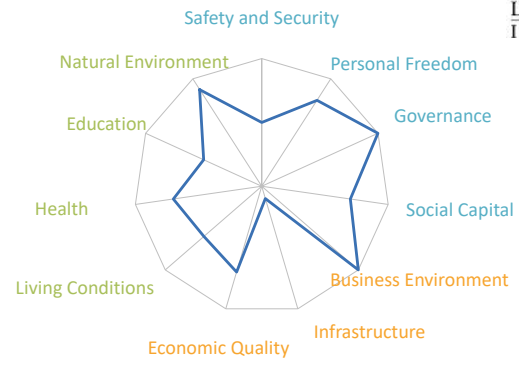 Safety and Security
Natural Environment
Personal Freedom
Education
Governance
Health
Social Capital
Living Conditions
Business Environment
Economic Quality
Infrastructure